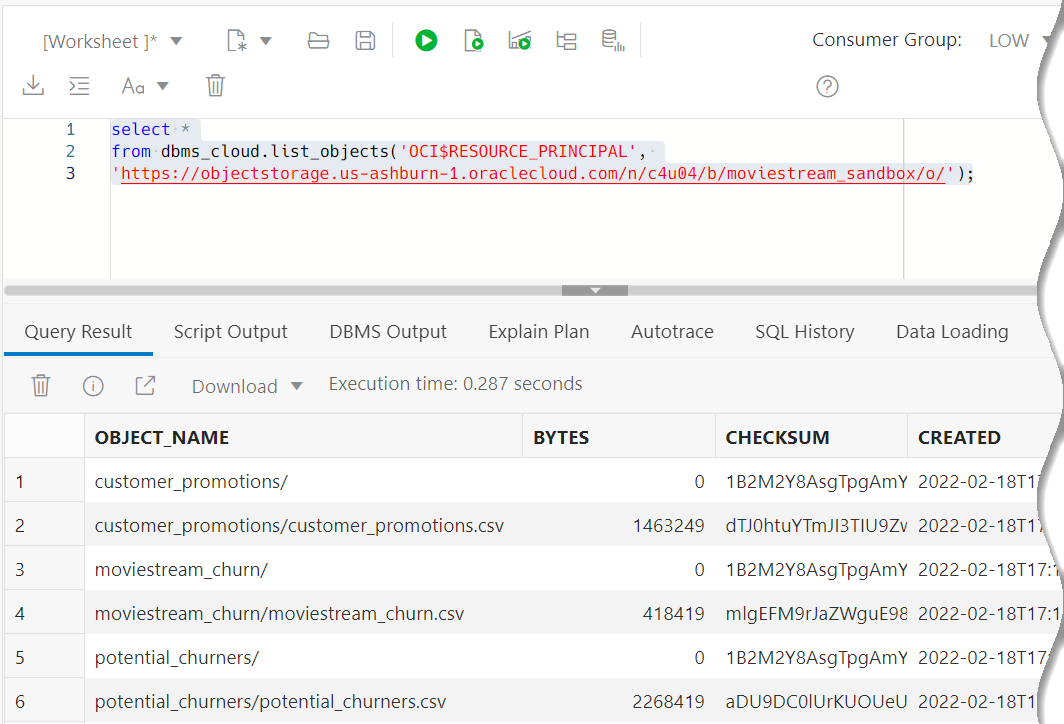 [Worksheet ]*
Consumer Group: LOW
Aa
1 select *
2 from dbms_cloud.list_objects('OCI$RESOURCE_PRINCIPAL',
3 'https://objectstorage.us-ashburn-1.oraclecloud.com/n/c4u04/b/moviestream_sandbox/o/');
Query Result Script Output DBMS Output Explain Plan Autotrace SQL History Data Loading
Download Execution time: 0.287 seconds
OBJECT_NAME BYTES CHECKSUM CREATED
1 customer_promotions/ 0 1B2M2Y8AsgTpgAmY 2022-02-18T17
2 customer_promotions/customer_promotions.csv 1463249 dTJ0htuYTmJI3TIU9Zw 2022-02-18T17
3 moviestream_churn/ 0 1B2M2Y8AsgTpgAmY 2022-02-18T17:1
4 moviestream_churn/moviestream_churn.csv 418419 mlgEFM9rJaZWguE98 2022-02-18T17:1
5 potential_churners/ 0 1B2M2Y8AsgTpgAmY 2022-02-18T17
6 potential_churners/potential_churners.csv 2268419 aDU9DC0lUrKUOUeU 2022-02-18T1